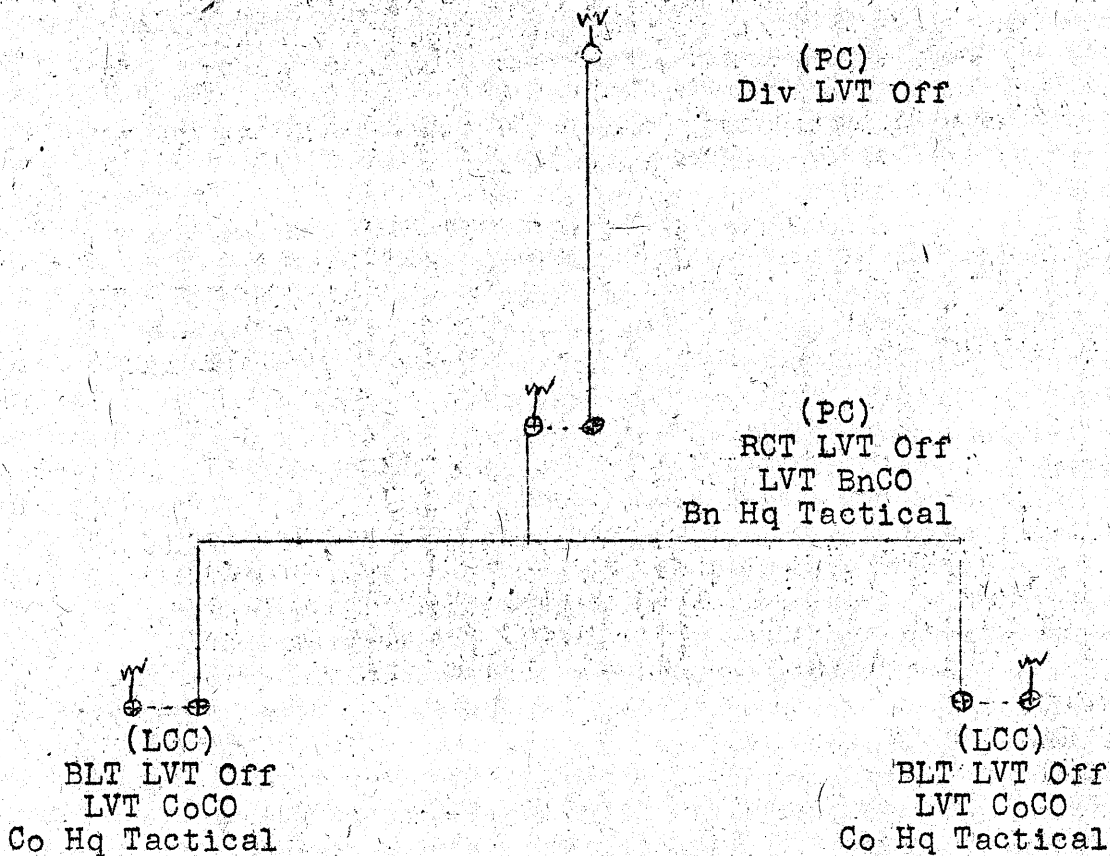 (PC)
Div LVT Off
(PC)
RCT LVT Off
LVT BnCO
Bn Hq Tactical
(LCC)
BLT LVT Off
LVT CoCO
Co Hq Tactical
(LCC)
BLT LVT Off
LVT CoCO
Co Hq Tactical